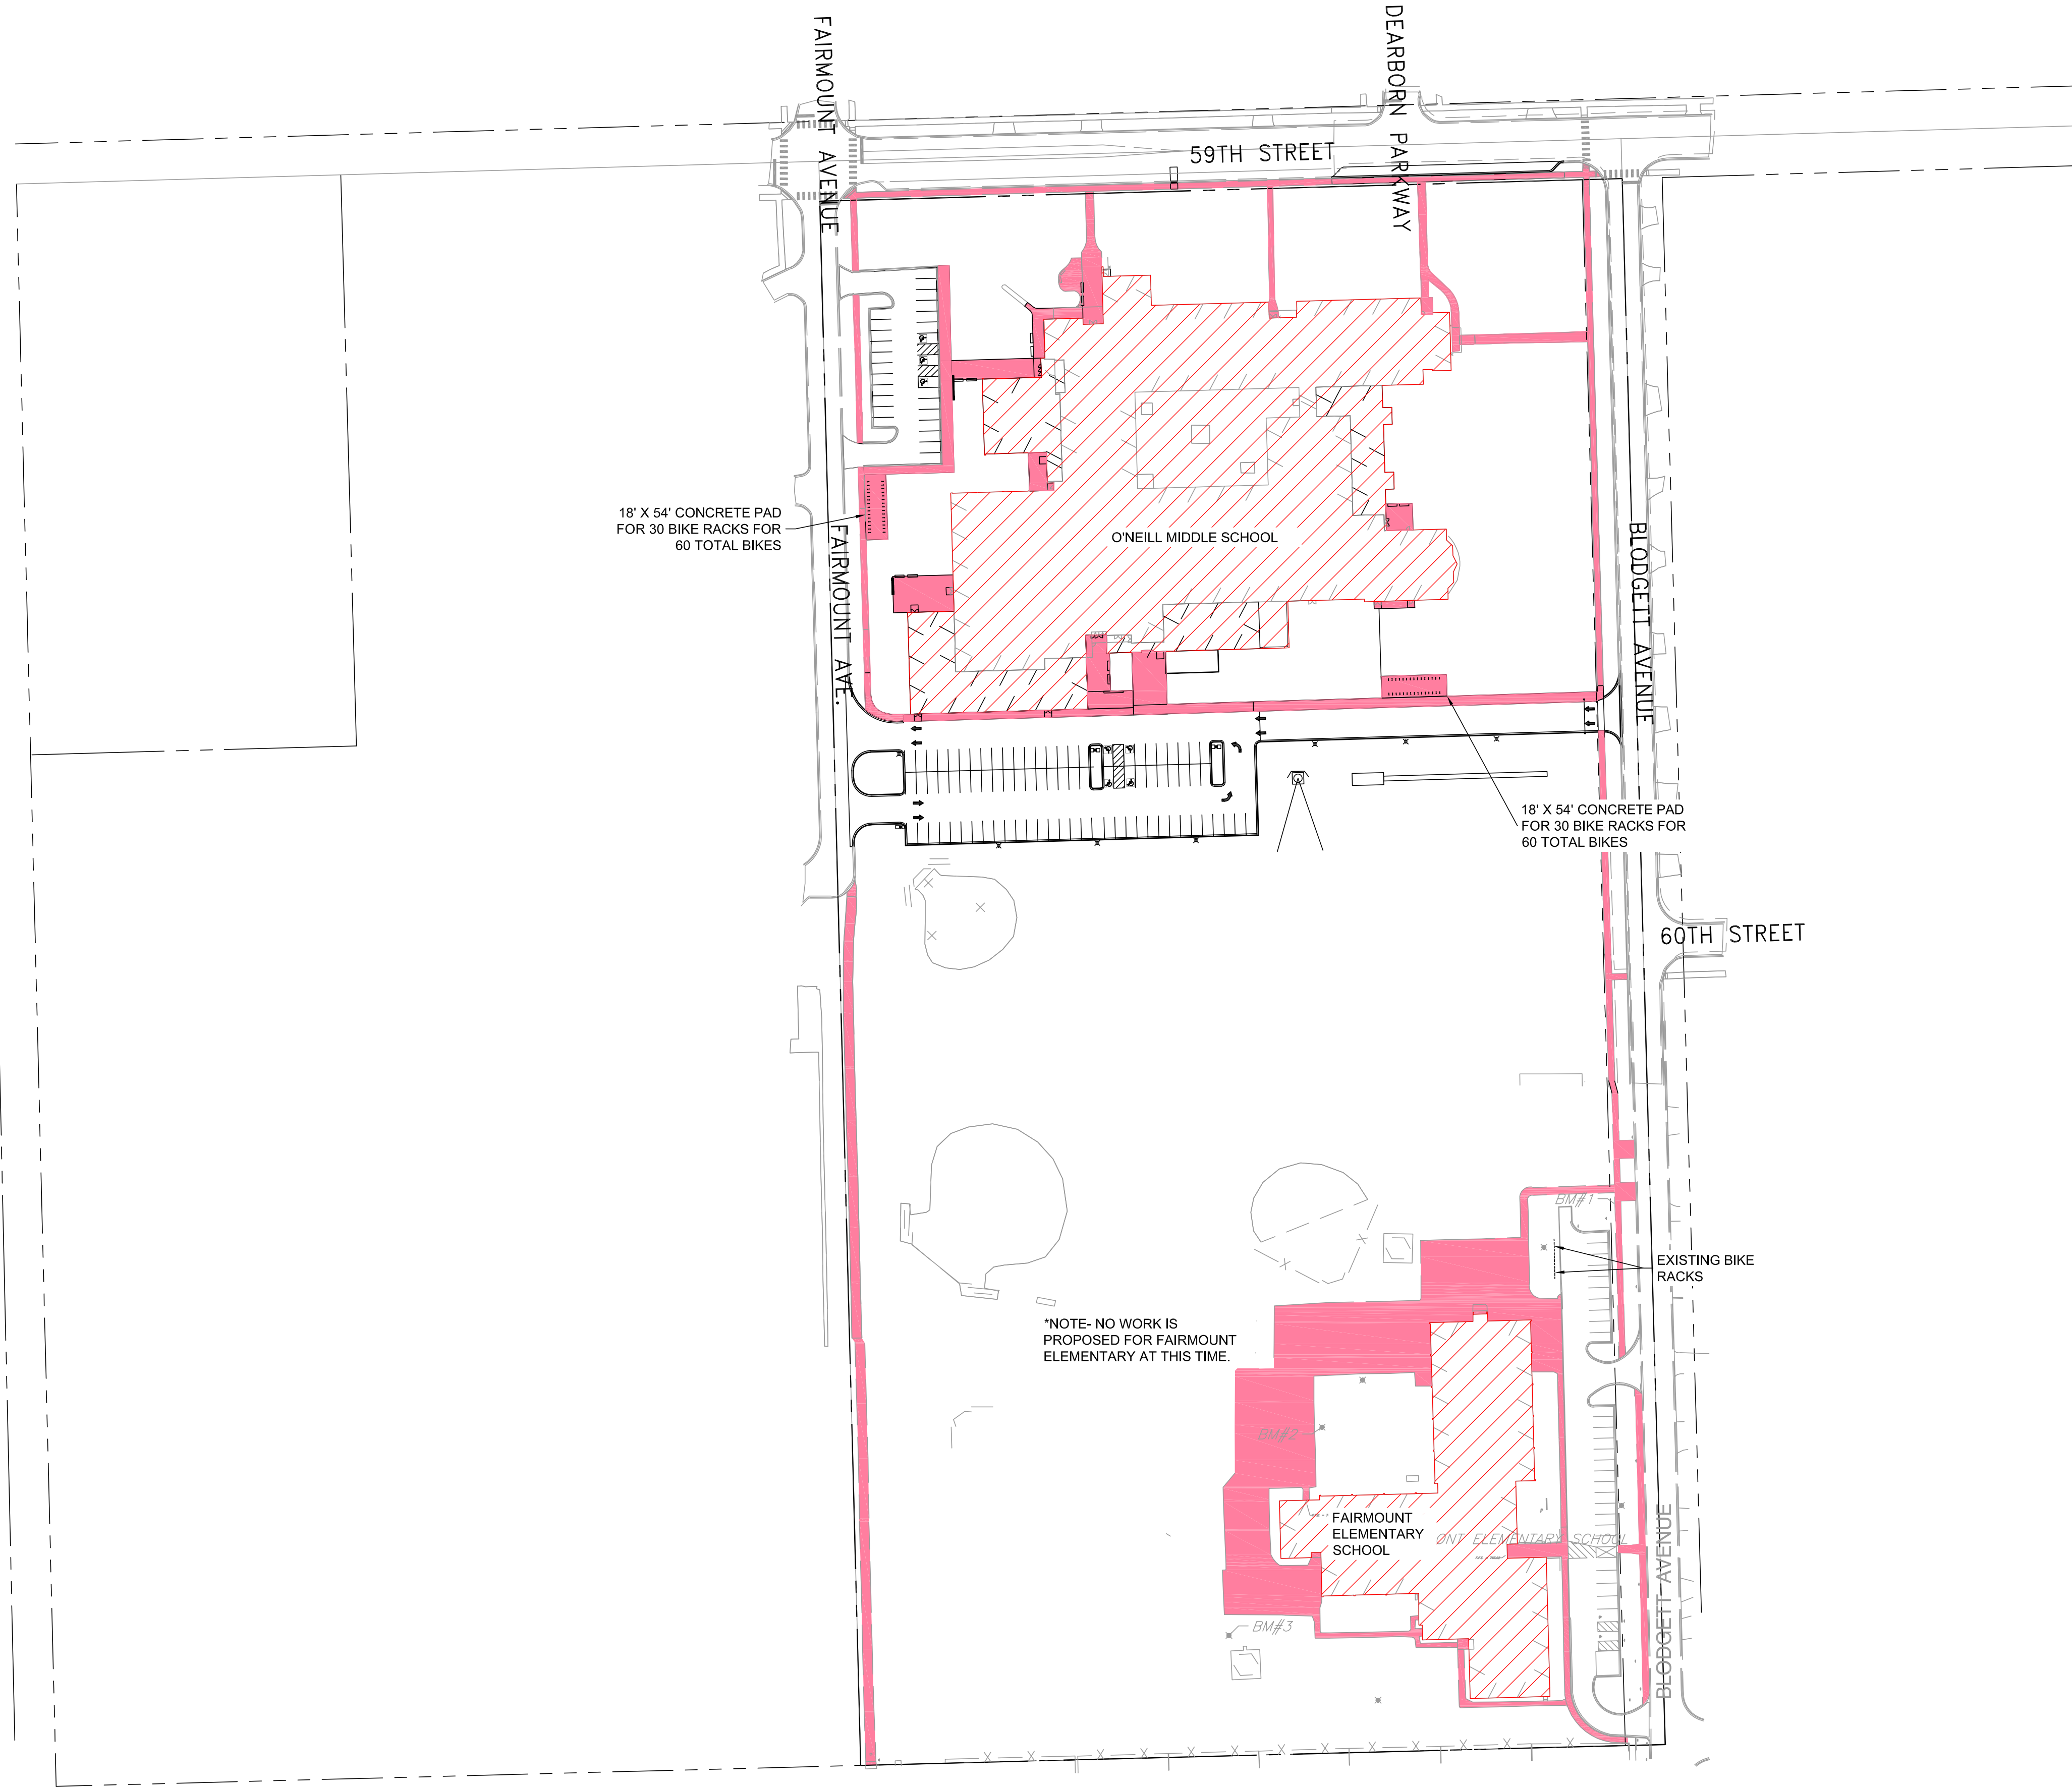 FAIRMOUNT AVENUE
DEARBORN PARKWAY
59TH STREET
18' X 54' CONCRETE PAD
FOR 30 BIKE RACKS FOR
60 TOTAL BIKES
O'NEILL MIDDLE SCHOOL
FAIRMOUNT AVE.
BLODGETT AVENUE
18' X 54' CONCRETE PAD
FOR 30 BIKE RACKS FOR
60 TOTAL BIKES
60TH STREET
BM#1
EXISTING BIKE
RACKS
*NOTE- NO WORK IS
PROPOSED FOR FAIRMOUNT
ELEMENTARY AT THIS TIME.
BM#2
FAIRMOUNT
ELEMENTARY
SCHOOL
ONT ELEMENTARY SCHOOL
BLODGETT AVENUE
BM#3